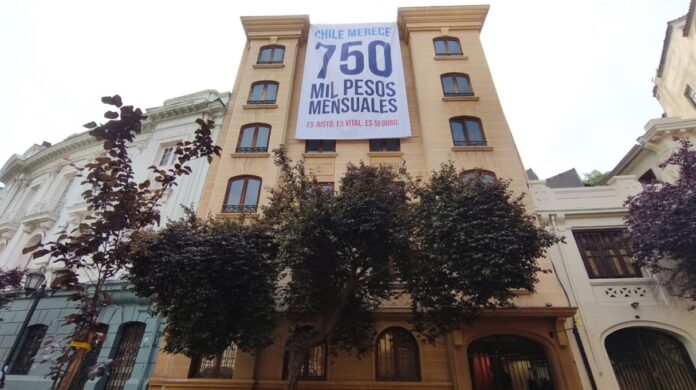 CHILE MERECE
750
MIL PESOS
MENSUALES
ES JUSTO. ES VITAL. ES SEGURO.